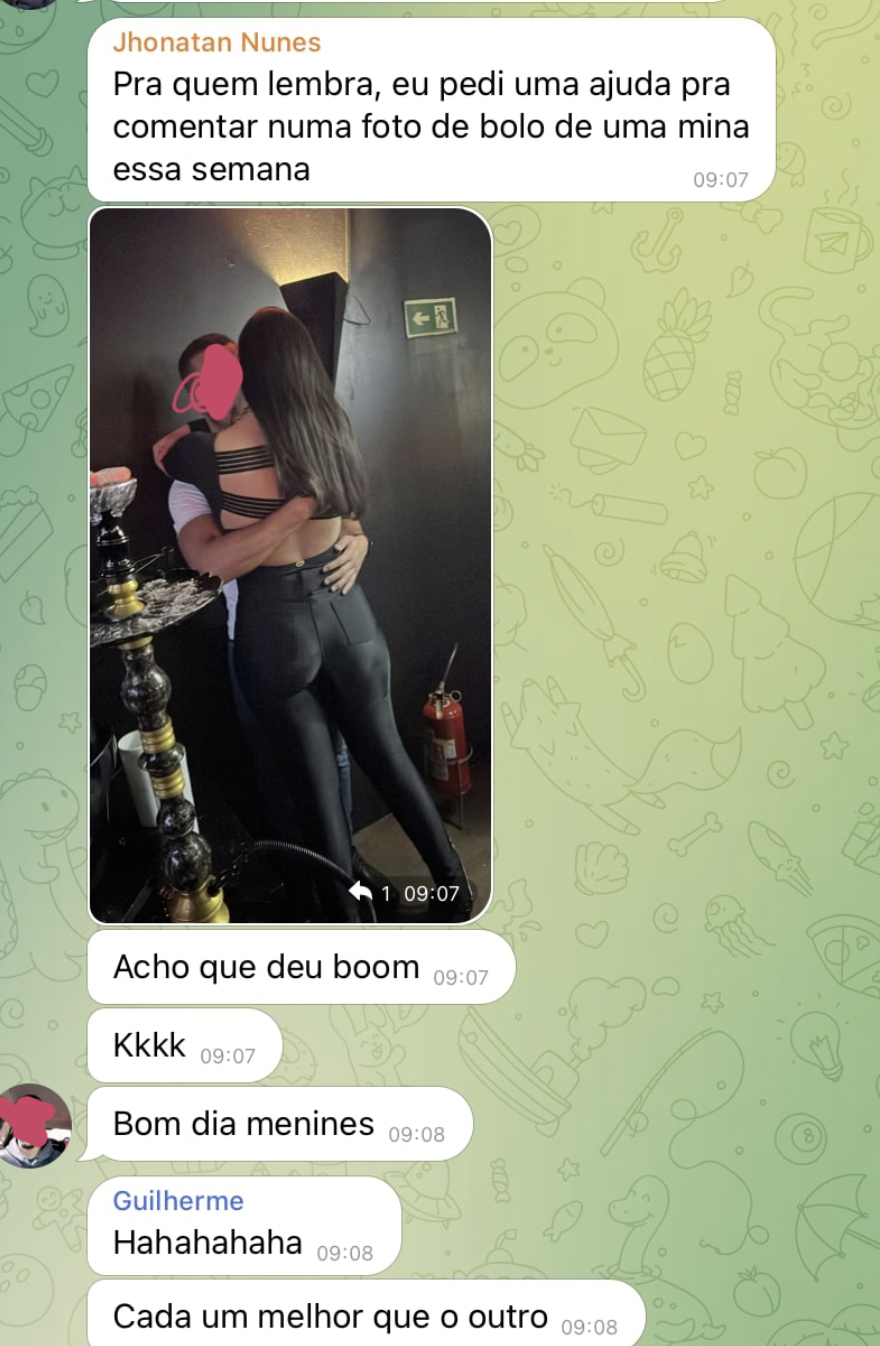 Jhonatan Nunes
Pra quem lembra, eu pedi uma ajuda pra
comentar numa foto de bolo de uma mina
essa semana
09:07
1 09:07
Acho que deu boom 09:07
Kkkk 09:07
Bom dia menines 09:08
Guilherme
Hahahahaha 09:08
Cada um melhor que o outro 09:08